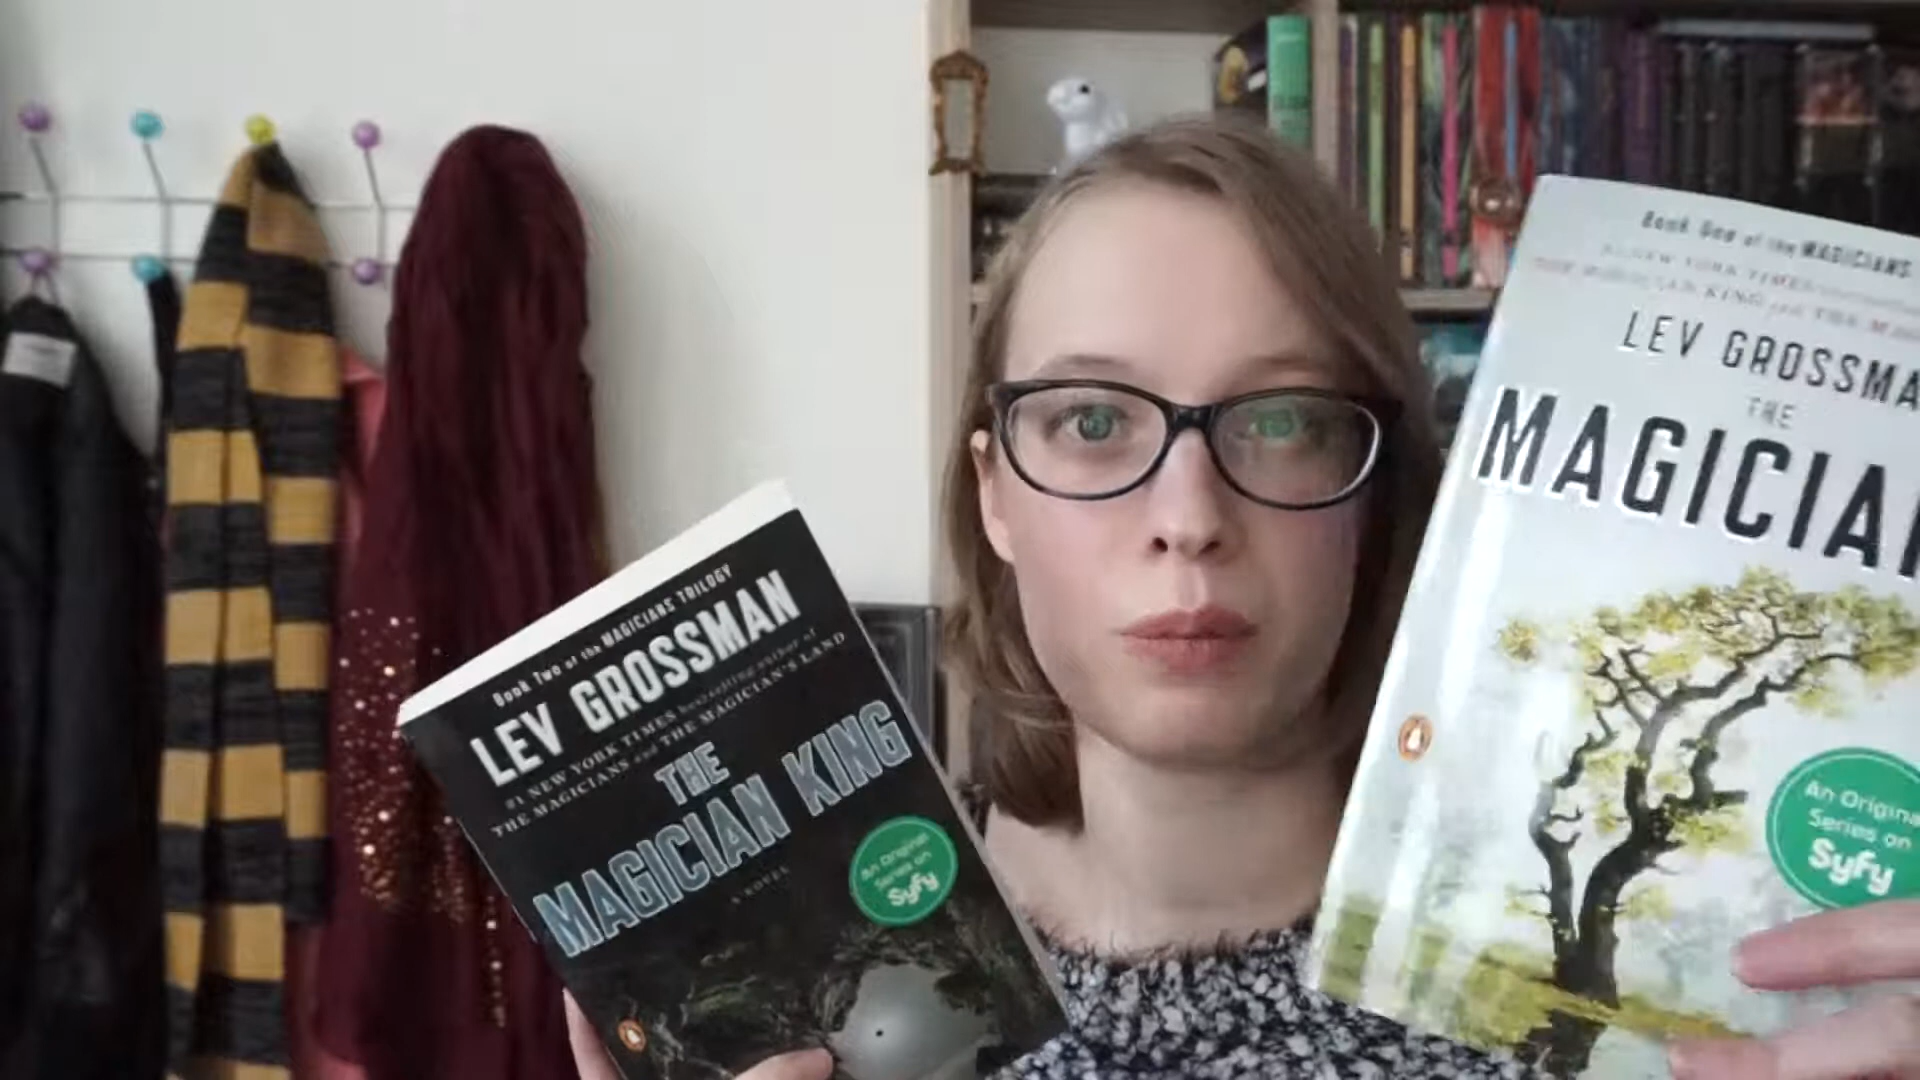 Book Two of the MAGICIANS TRILOGY
LEV GROSSMAN
#1 NEW YORK TIMES bestselling author of
THE MAGICIANS and THE MAGICIAN'S LAND
THE
MAGICIAN KING
A NOVEL
An Original
Series on
Syfy
Book One of the MAGICIANS
LEV GROSSMA
THE
MAGICIAN
An Origina
Series on
Syfy